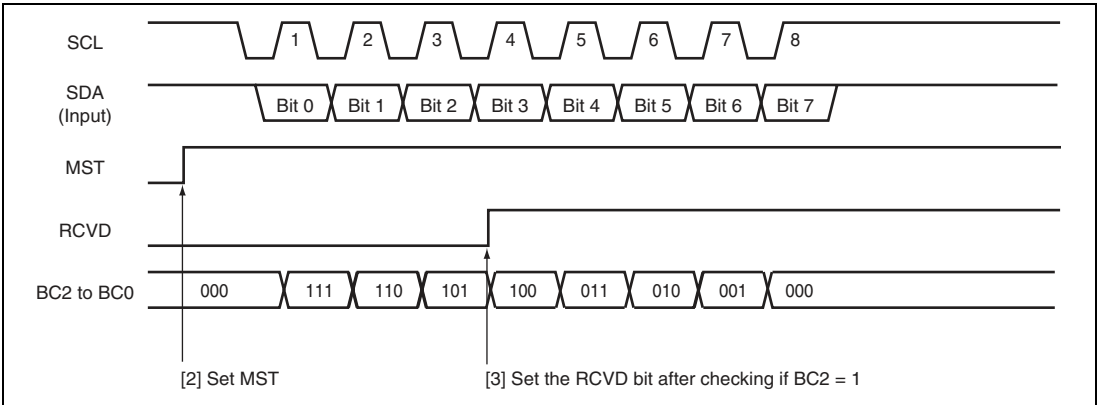 SCL 1 2 3 4 5 6 7 8
SDA
(Input)
Bit 0 Bit 1 Bit 2 Bit 3 Bit 4 Bit 5 Bit 6 Bit 7
MST
RCVD
BC2 to BC0 000 111 110 101 100 011 010 001 000
[2] Set MST [3] Set the RCVD bit after checking if BC2 = 1